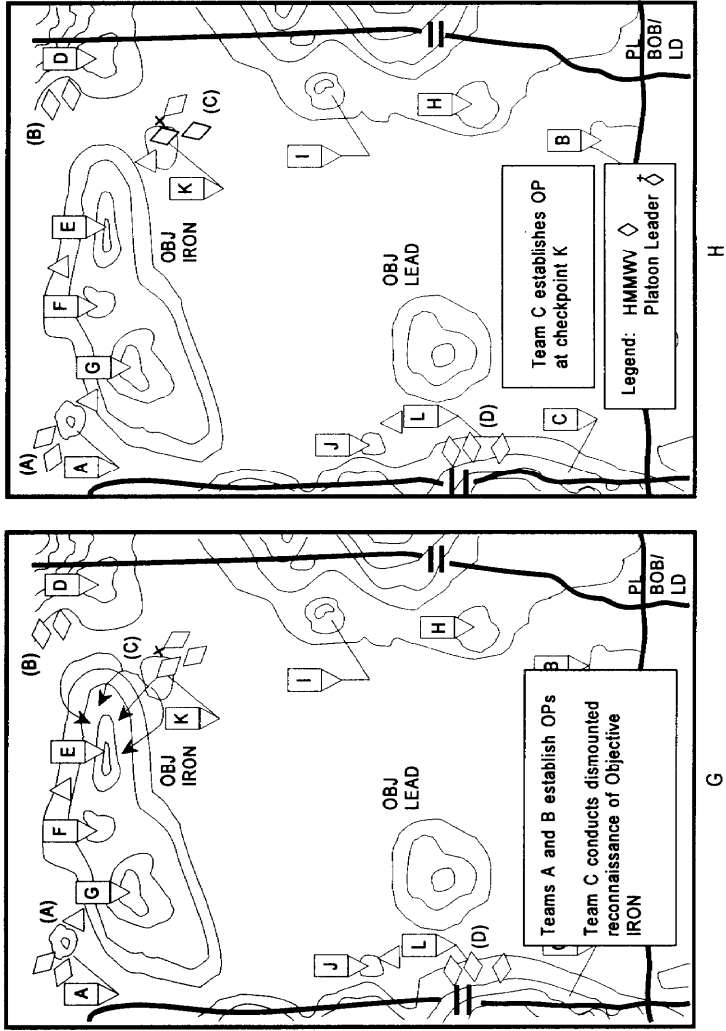 A
(A)
G
F
E
(B)
D
(C)
K
OBJ
IRON
I
J
L
(D)
OBJ
LEAD
H
B
Teams A and B establish OPs
Team C conducts dismounted
reconnaissance of Objective
IRON
PL
BOB/
LD
G
(A)
A
G
F
E
(B)
D
(C)
K
OBJ
IRON
I
J
L
(D)
OBJ
LEAD
H
C
B
Team C establishes OP
at checkpoint K
Legend: HMMWV
Platoon Leader
PL
BOB/
LD
H